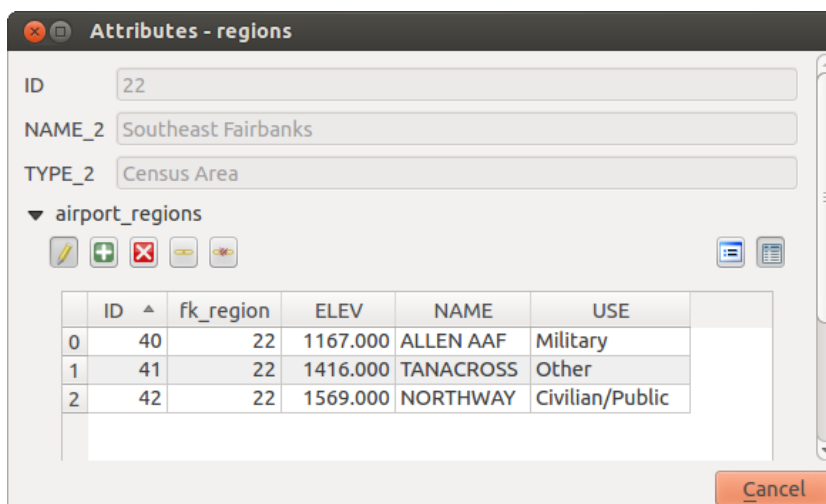 Attributes - regions
ID 22
NAME_2 Southeast Fairbanks
TYPE_2 Census Area
airport_regions
ID fk_region ELEV NAME USE
0 40 22 1167.000 ALLEN AAF Military
1 41 22 1416.000 TANACROSS Other
2 42 22 1569.000 NORTHWAY Civilian/Public
Cancel